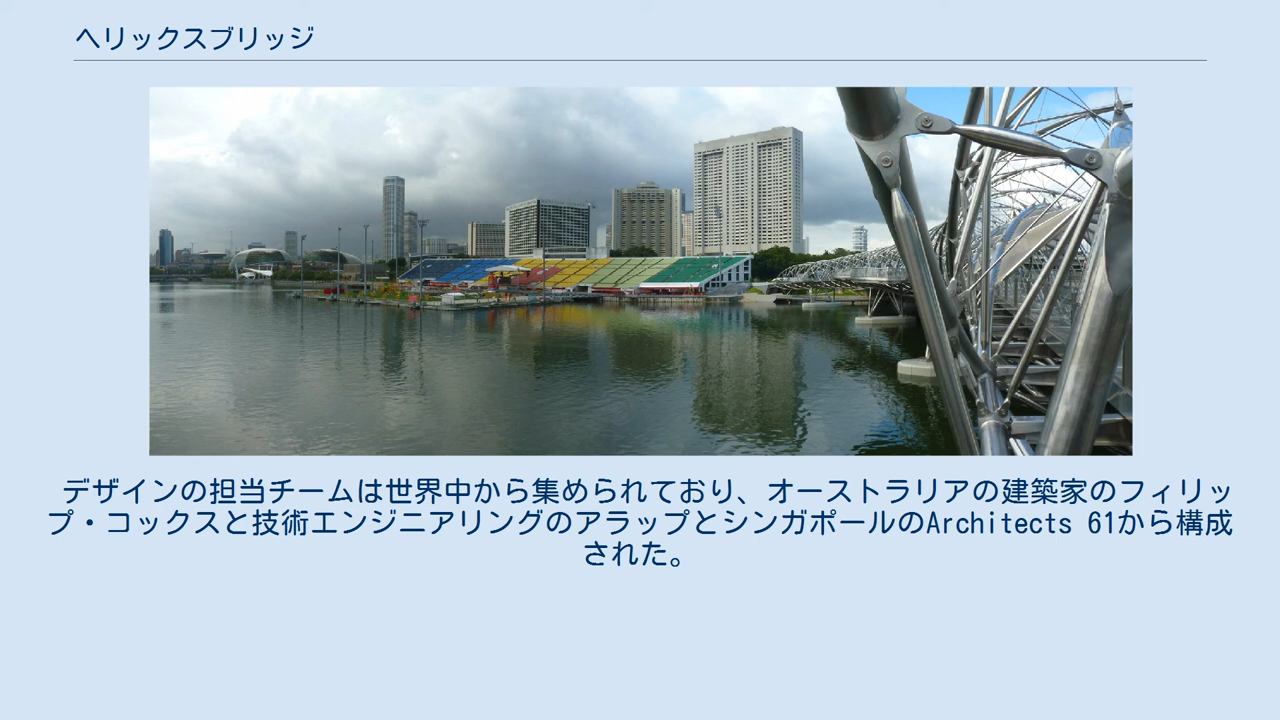 ヘリックスブリッジ
デザインの担当チームは世界中から集められており、オーストラリアの建築家のフィリッ
プ・コックスと技術エンジニアリングのアラップとシンガポールのArchitects 61から構成
された。